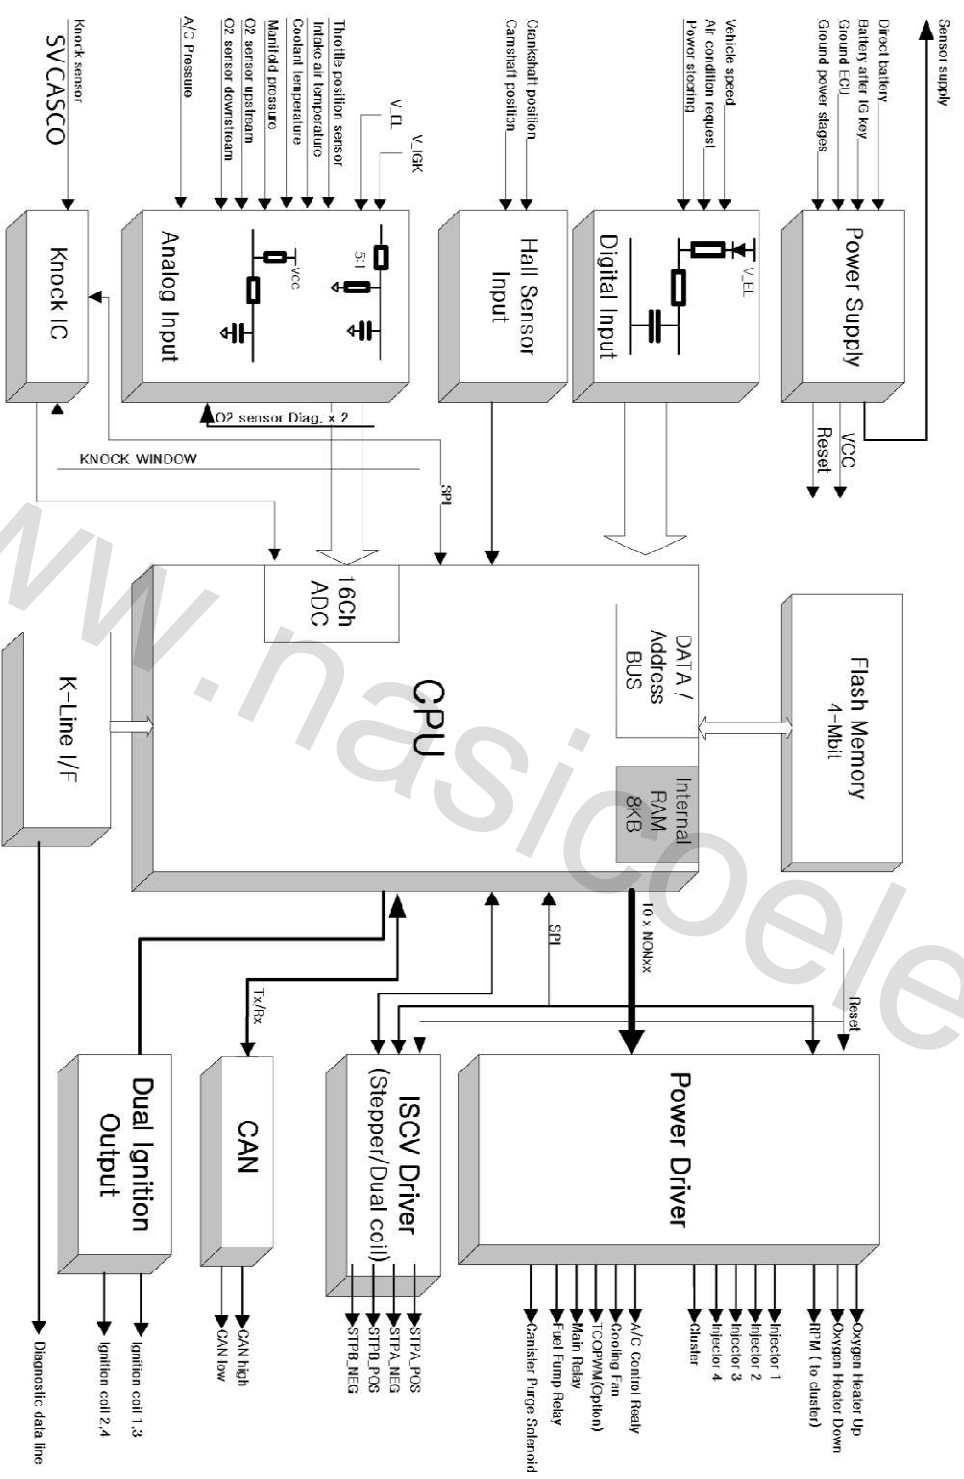 Sensor supply
Direct battery
Battery after IG key
Ground ECU
Ground power stages
Power Supply
VCC
Reset
Vehicle speed
Air condition request
Power steering
V_EL
Digital Input
Crankshaft position
Camshaft position
Hall Sensor
Input
V_IGK
V_EL
Throttle position sensor
Intake air temperature
Coolant temperature
Manifold pressure
O2 sensor upstream
O2 sensor downstream
A/C Pressure
5:1
VCC
Analog Input
O2 sensor Diag. x 2
Knock sensor
SVCASCO
Knock IC
KNOCK WINDOW
SPI
Flash Memory
4-Mbit
DATA /
Address
BUS
Internal
RAM
8KB
16Ch
ADC
CPU
K-Line I/F
10 x NONxx
SPI
Reset
Tx/Rx
Power Driver
ISCV Driver
(Stepper/Dual coil)
CAN
Dual Ignition
Output
Oxygen Heater Up
Oxygen Heater Down
RPM ( to cluster)
Injector 1
Injector 2
Injector 3
Injector 4
Cluster
A/C Control Realy
Cooling Fan
TCOPWM(Option)
Main Relay
Fuel Fump Relay
Canister Purge Solenoid
STPA_POS
STPA_NEG
STPB_POS
STPB_NEG
CAN high
CAN low
Ignition coil 1,3
Ignition coil 2,4
Diagnostic data line
ww.nasicoele